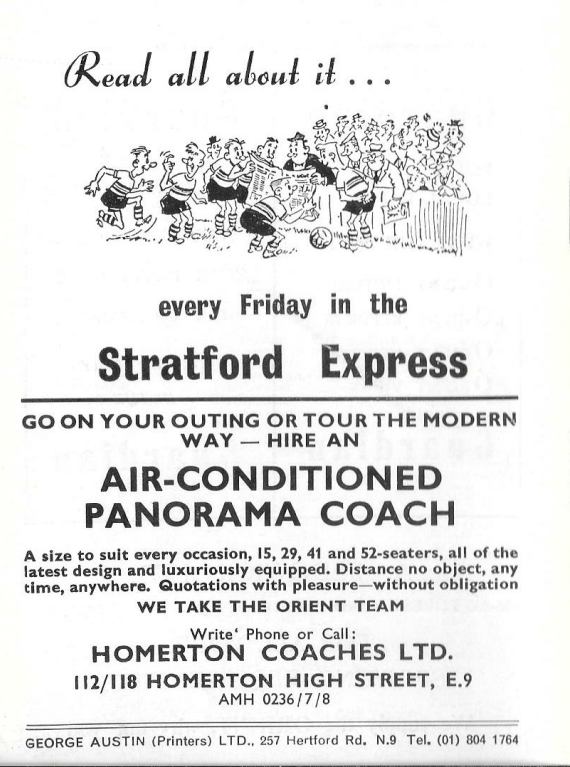 Read all about it . . .
every Friday in the
Stratford Express
GO ON YOUR OUTING OR TOUR THE MODERN
WAY — HIRE AN
AIR-CONDITIONED
PANORAMA COACH
A size to suit every occasion, 15, 29, 41 and 52-seaters, all of the
latest design and luxuriously equipped. Distance no object, any
time, anywhere. Quotations with pleasure—without obligation
WE TAKE THE ORIENT TEAM
Write' Phone or Call:
HOMERTON COACHES LTD.
112/118 HOMERTON HIGH STREET, E.9
AMH 0236/7/8
GEORGE AUSTIN (Printers) LTD., 257 Hertford Rd. N.9 Tel. (01) 804 1764